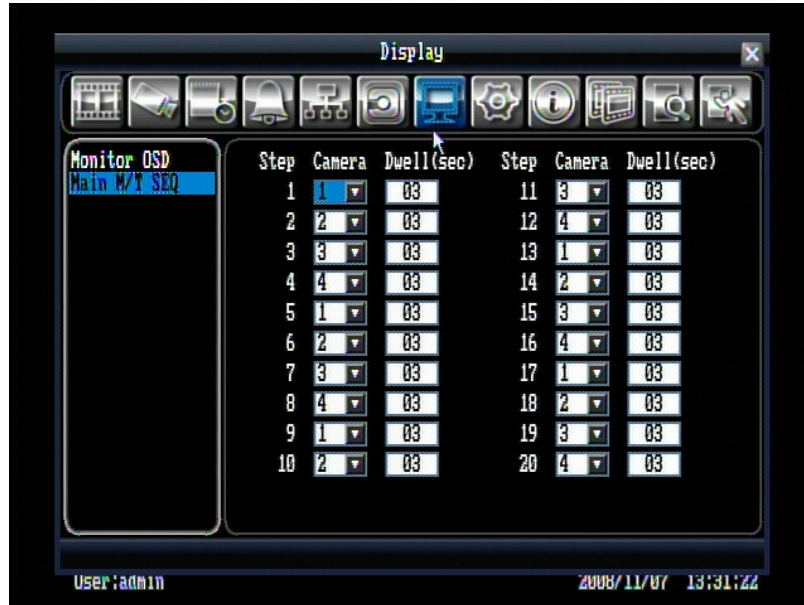 Display
Monitor OSD
Main M/T SEQ
Step Camera Dwell(sec) Step Camera Dwell(sec)
1 1 03 11 3 03
2 2 03 12 4 03
3 3 03 13 1 03
4 4 03 14 2 03
5 1 03 15 3 03
6 2 03 16 4 03
7 3 03 17 1 03
8 4 03 18 2 03
9 1 03 19 3 03
10 2 03 20 4 03
User:admin 2008/11/07 13:31:22